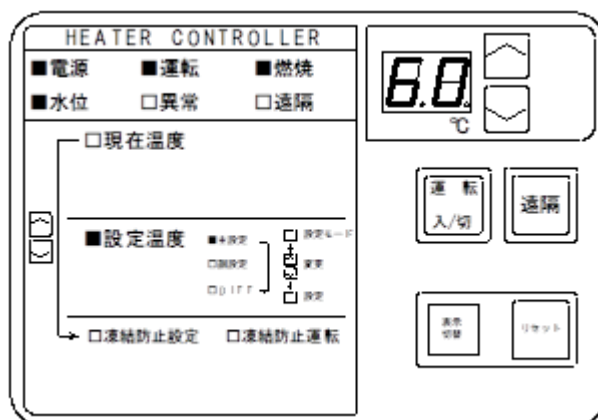 HEATER CONTROLLER
■電源 ■運転 ■燃焼
■水位 □異常 □遠隔
□現在温度
■設定温度
■主設定
□副設定
□DIFF
設定モード
変更
設定
□凍結防止設定 □凍結防止運転
60
℃
運転
入/切
遠隔
表示
切替
リセット